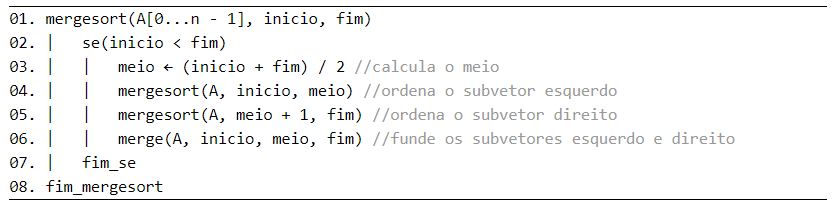 01. mergesort(A[0...n - 1], inicio, fim)
02. |   se(inicio < fim)
03. |   |   meio ← (inicio + fim) / 2 //calcula o meio
04. |   |   mergesort(A, inicio, meio) //ordena o subvetor esquerdo
05. |   |   mergesort(A, meio + 1, fim) //ordena o subvetor direito
06. |   |   merge(A, inicio, meio, fim) //funde os subvetores esquerdo e direito
07. |   fim_se
08. fim_mergesort